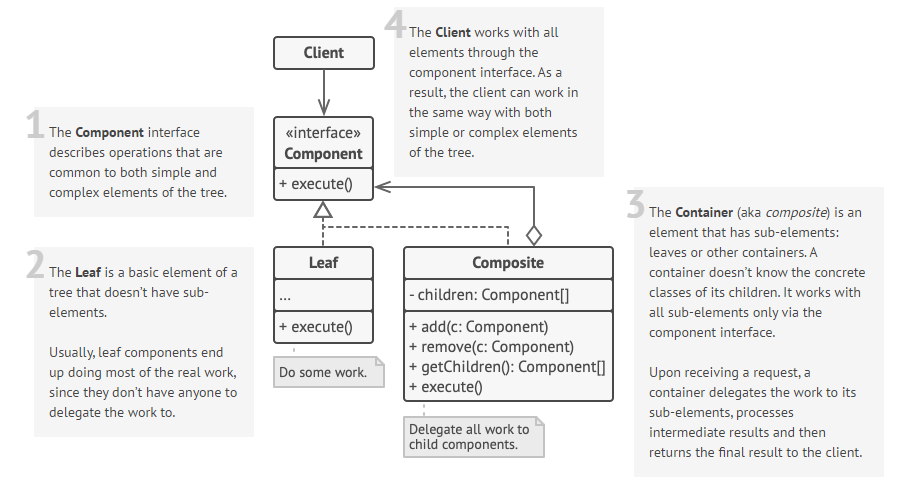 1
The Component interface
describes operations that are
common to both simple and
complex elements of the tree.
2
The Leaf is a basic element of a
tree that doesn't have sub-
elements.
Usually, leaf components end
up doing most of the real work,
since they don't have anyone to
delegate the work to.
Client
«interface»
Component
+ execute()
Leaf
...
+ execute()
Do some work.
Composite
- children: Component[]
+ add(c: Component)
+ remove(c: Component)
+ getChildren(): Component[]
+ execute()
Delegate all work to
child components.
4
The Client works with all
elements through the
component interface. As a
result, the client can work in
the same way with both
simple or complex elements
of the tree.
3
The Container (aka composite) is an
element that has sub-elements:
leaves or other containers. A
container doesn't know the concrete
classes of its children. It works with
all sub-elements only via the
component interface.
Upon receiving a request, a
container delegates the work to its
sub-elements, processes
intermediate results and then
returns the final result to the client.